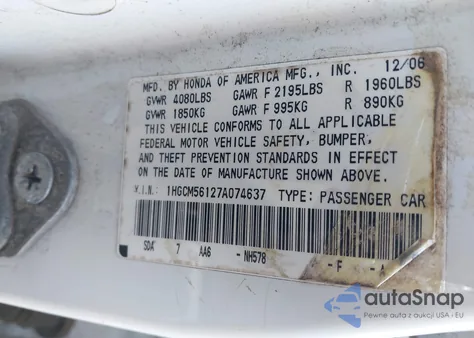 MFD. BY HONDA OF AMERICA MFG., INC. 12/06
GVWR 4080LBS GAWR F 2195LBS R 1960LBS
GVWR 1850KG GAWR F 995KG R 890KG
THIS VEHICLE CONFORMS TO ALL APPLICABLE
FEDERAL MOTOR VEHICLE SAFETY, BUMPER,
AND THEFT PREVENTION STANDARDS IN EFFECT
ON THE DATE OF MANUFACTURE SHOWN ABOVE.
V.I.N.: 1HGCM56127A074637 TYPE: PASSENGER CAR
SDA 7 AA6 -NH578 -F -A
autoSnap
Pewne auta z aukcji USA - EU